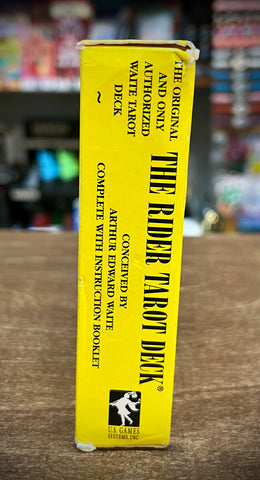 THE ORIGINAL
AND ONLY
AUTHORIZED
WAITE TAROT
DECK
~
THE RIDER TAROT DECK®
CONCEIVED BY
ARTHUR EDWARD WAITE
COMPLETE WITH INSTRUCTION BOOKLET
U.S. GAMES
SYSTEMS, INC.